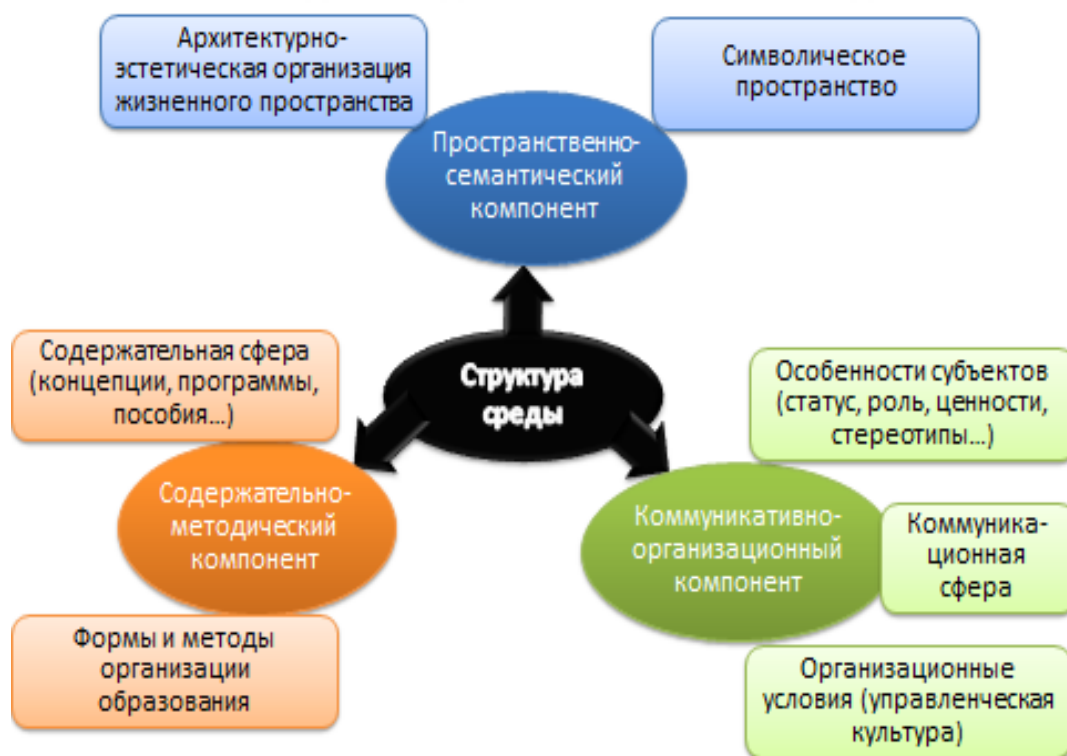 Архитектурно-
эстетическая организация
жизненного пространства
Символическое
пространство
Пространственно-
семантический
компонент
Структура
среды
Содержательная сфера
(концепции, программы,
пособия...)
Содержательно-
методический
компонент
Формы и методы
организации
образования
Особенности субъектов
(статус, роль, ценности,
стереотипы...)
Коммуникативно-
организационный
компонент
Коммуника-
ционная
сфера
Организационные
условия (управленческая
культура)